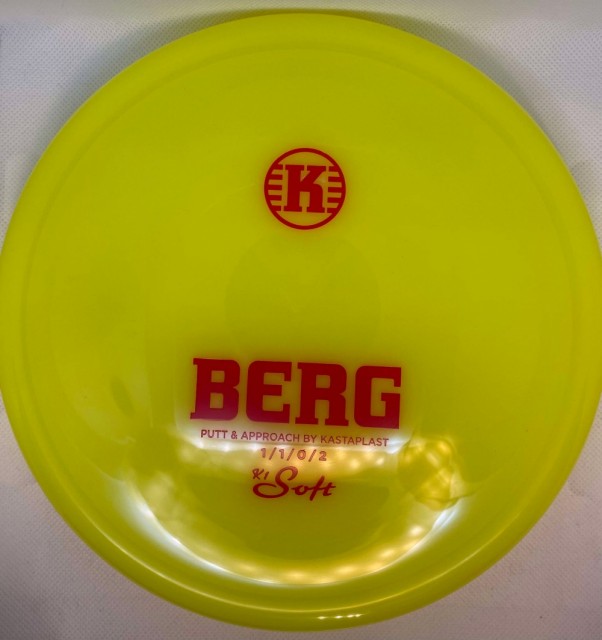 K
BERG
PUTT & APPROACH BY KASTAPLAST
1/1/0/2
K1 Soft